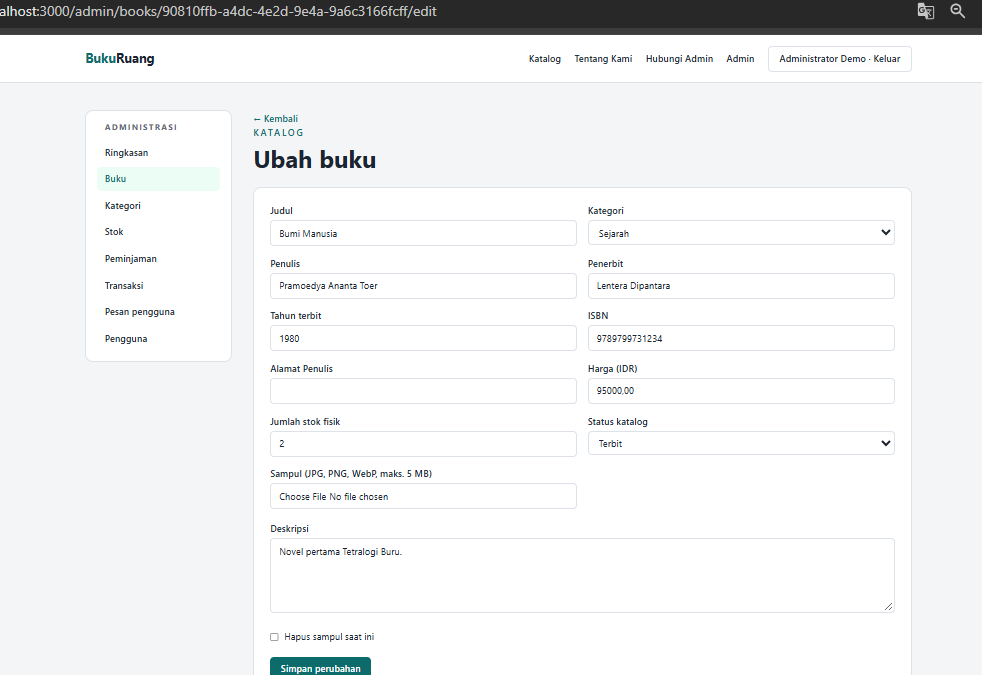 alhost:3000/admin/books/90810ffb-a4dc-4e2d-9e4a-9a6c3166fcff/edit
BukuRuang
Katalog Tentang Kami Hubungi Admin Admin Administrator Demo · Keluar
ADMINISTRASI
Ringkasan
Buku
Kategori
Stok
Peminjaman
Transaksi
Pesan pengguna
Pengguna
← Kembali
KATALOG
Ubah buku
Judul Kategori
Bumi Manusia Sejarah
Penulis Penerbit
Pramoedya Ananta Toer Lentera Dipantara
Tahun terbit ISBN
1980 9789799731234
Alamat Penulis Harga (IDR)
95000,00
Jumlah stok fisik Status katalog
2 Terbit
Sampul (JPG, PNG, WebP, maks. 5 MB)
Choose File No file chosen
Deskripsi
Novel pertama Tetralogi Buru.
Hapus sampul saat ini
Simpan perubahan